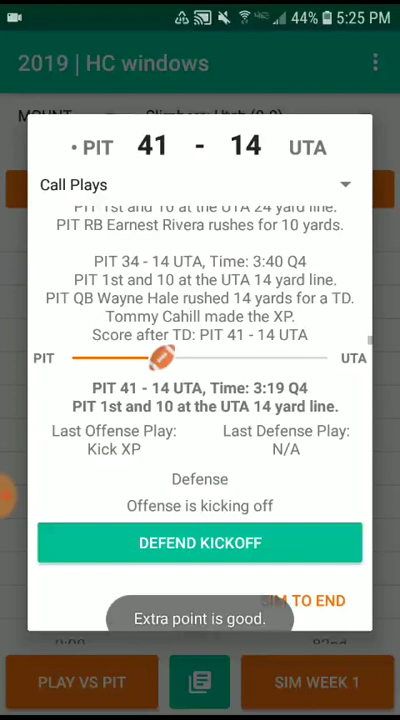 44% 5:25 PM
2019 | HC windows
• PIT 41 - 14 UTA
Call Plays
PIT 1st and 10 at the UTA 24 yard line.
PIT RB Earnest Rivera rushes for 10 yards.
PIT 34 - 14 UTA, Time: 3:40 Q4
PIT 1st and 10 at the UTA 14 yard line.
PIT QB Wayne Hale rushed 14 yards for a TD.
Tommy Cahill made the XP.
Score after TD: PIT 41 - 14 UTA
PIT UTA
PIT 41 - 14 UTA, Time: 3:19 Q4
PIT 1st and 10 at the UTA 14 yard line.
Last Offense Play: Last Defense Play:
Kick XP N/A
Defense
Offense is kicking off
DEFEND KICKOFF
SIM TO END
Extra point is good.
PLAY VS PIT SIM WEEK 1